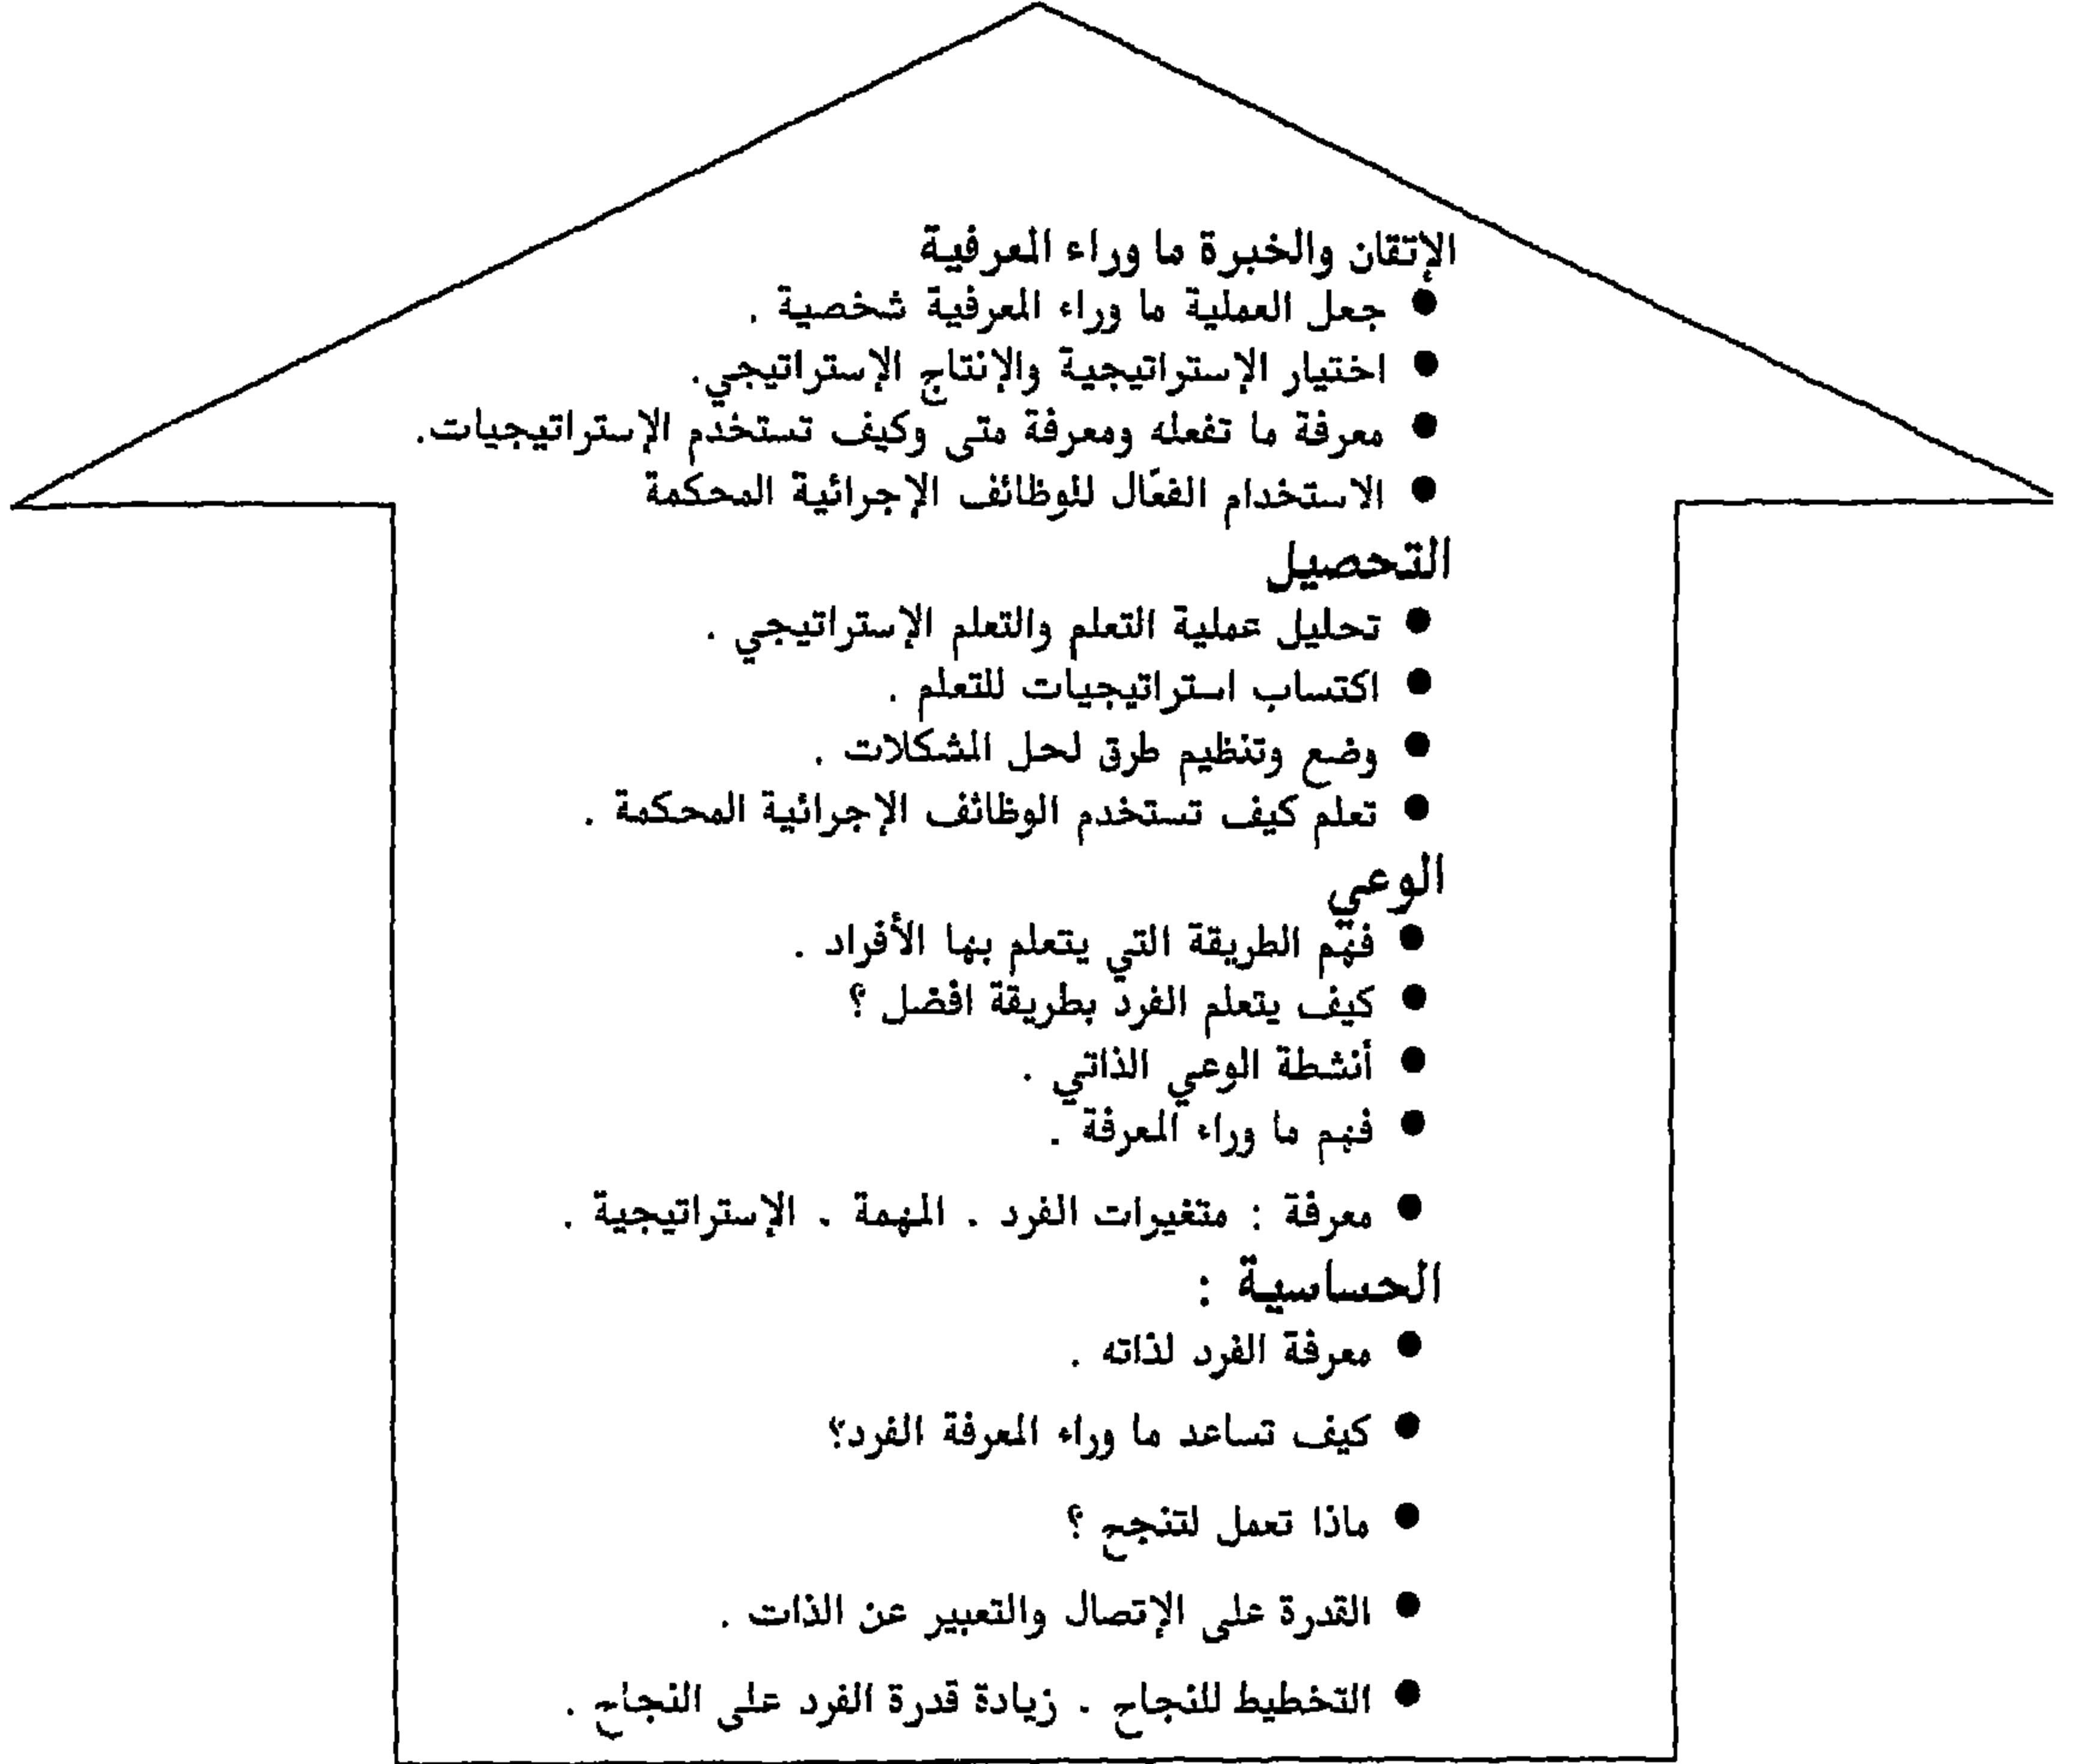 الإتقان والخبرة ما وراء المعرفية
● جعل العملية ما وراء المعرفية شخصية .
● اختيار الإستراتيجية والإنتاج الإستراتيجي.
● معرفة ما تفعله ومعرفة متى وكيف تستخدم الإستراتيجيات.
● الاستخدام الفعّال للوظائف الإجرائية المحكمة
التحصيل
● تحليل عملية التعلم والتعلم الإستراتيجي .
● اكتساب استراتيجيات للتعلم .
● وضع وتنظيم طرق لحل المشكلات .
● تعلم كيف تستخدم الوظائف الإجرائية المحكمة .
الوعي
● فهم الطريقة التي يتعلم بها الأفراد .
● كيف يتعلم الفرد بطريقة افضل ؟
● أنشطة الوعي الذاتي .
● فهم ما وراء المعرفة .
● معرفة : متغيرات الفرد . المهمة . الإستراتيجية .
الحساسية :
● معرفة الفرد لذاته .
● كيف تساعد ما وراء المعرفة الفرد؟
● ماذا تعمل لتنجح ؟
● القدرة على الإتصال والتعبير عن الذات .
● التخطيط للنجاح . زيادة قدرة الفرد على النجاح .